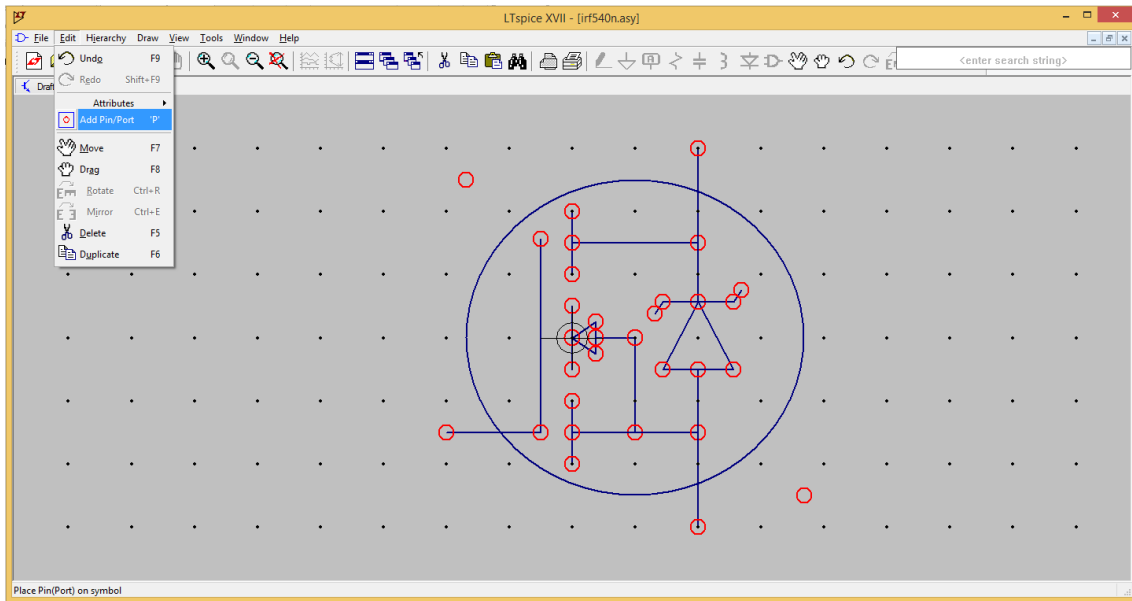 LTspice XVII - [irf540n.asy]
File Edit Hierarchy Draw View Tools Window Help
<enter search string>
Undo F9
Redo Shift+F9
Attributes
Add Pin/Port 'P'
Move F7
Drag F8
Rotate Ctrl+R
Mirror Ctrl+E
Delete F5
Duplicate F6
Place Pin(Port) on symbol